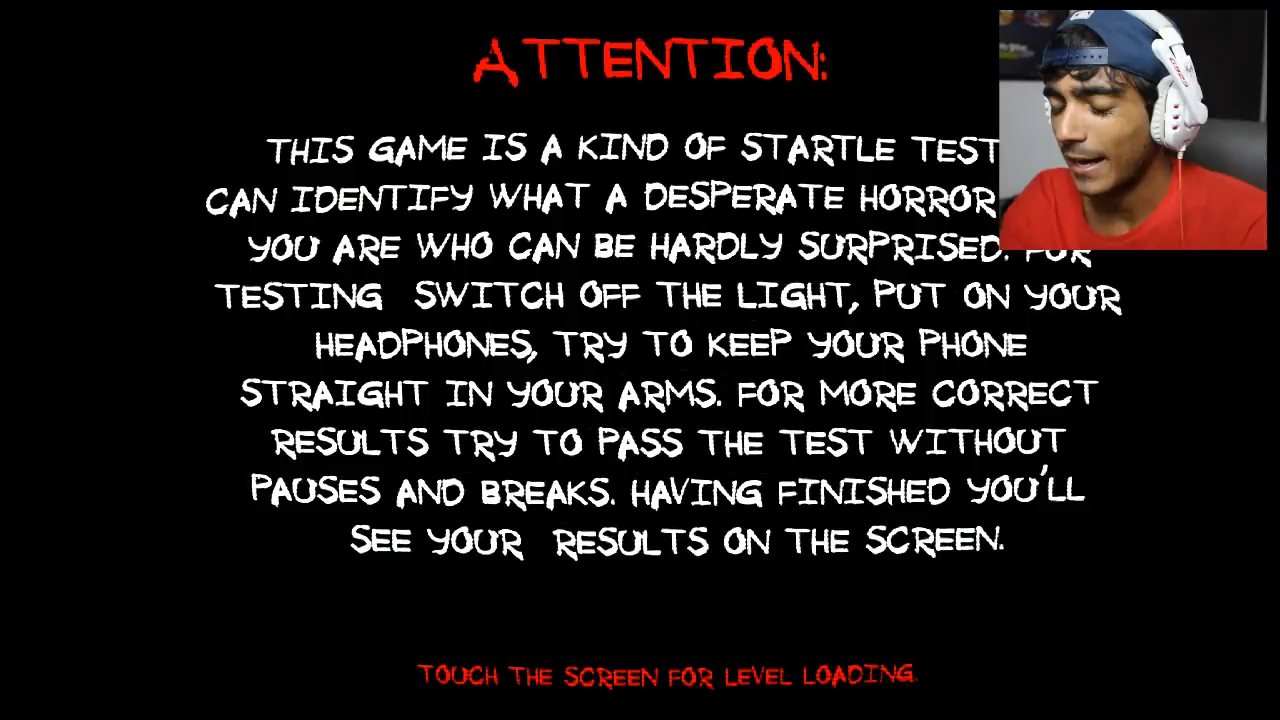 ATTENTION:
THIS GAME IS A KIND OF STARTLE TEST
CAN IDENTIFY WHAT A DESPERATE HORROR
YOU ARE WHO CAN BE HARDLY SURPRISED. FOR
TESTING SWITCH OFF THE LIGHT, PUT ON YOUR
HEADPHONES, TRY TO KEEP YOUR PHONE
STRAIGHT IN YOUR ARMS. FOR MORE CORRECT
RESULTS TRY TO PASS THE TEST WITHOUT
PAUSES AND BREAKS. HAVING FINISHED YOU'LL
SEE YOUR RESULTS ON THE SCREEN.
TOUCH THE SCREEN FOR LEVEL LOADING.